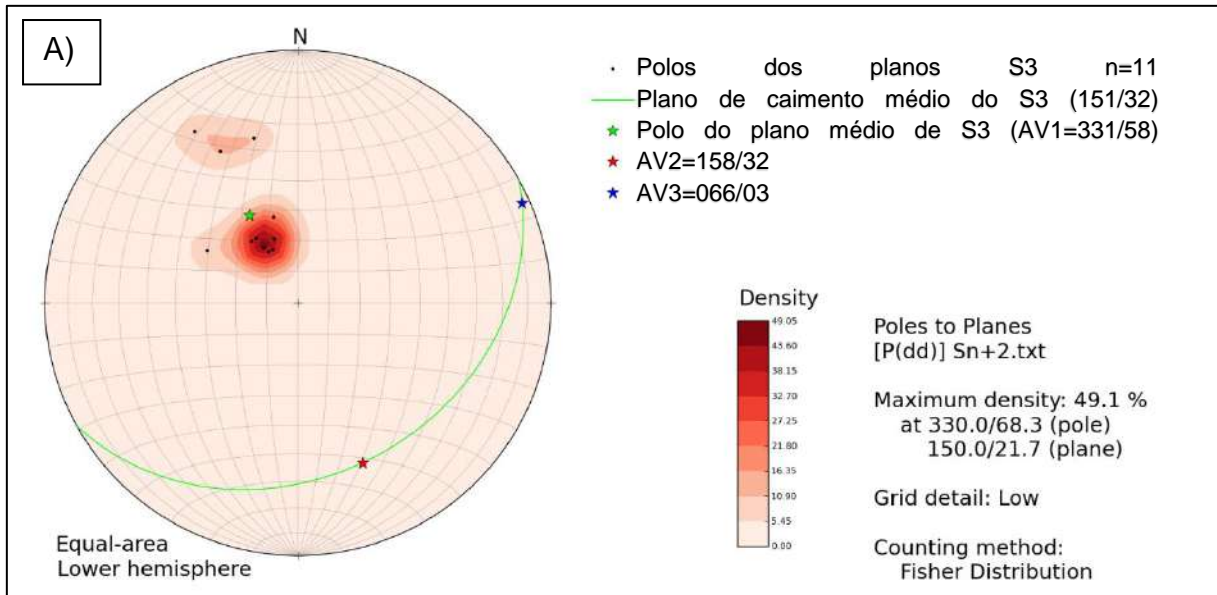 A)
N
Polos dos planos S3 n=11
Plano de caimento médio do S3 (151/32)
Polo do plano médio de S3 (AV1=331/58)
AV2=158/32
AV3=066/03
Density
49.05
43.60
38.15
32.70
27.25
21.80
16.35
10.90
5.45
0.00
Poles to Planes
[P(dd)] Sn+2.txt
Maximum density: 49.1 %
at 330.0/68.3 (pole)
150.0/21.7 (plane)
Grid detail: Low
Counting method:
Fisher Distribution
Equal-area
Lower hemisphere